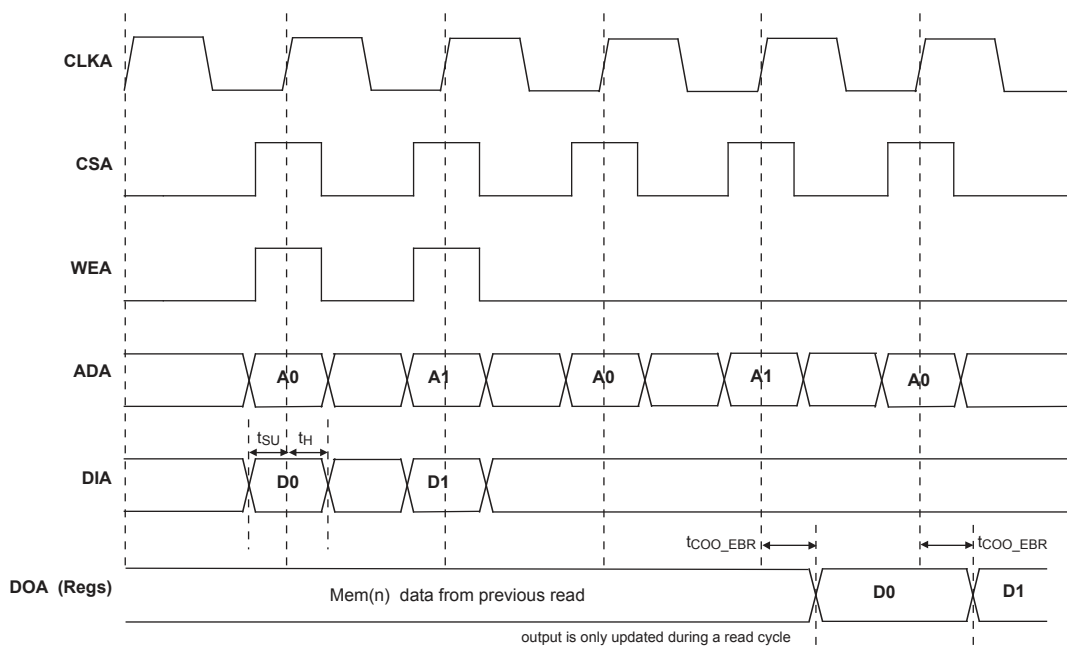 CLKA
CSA
WEA
ADA A0 A1 A0 A1 A0
tSU tH
DIA D0 D1
tCOO_EBR tCOO_EBR
DOA (Regs) Mem(n) data from previous read D0 D1
output is only updated during a read cycle